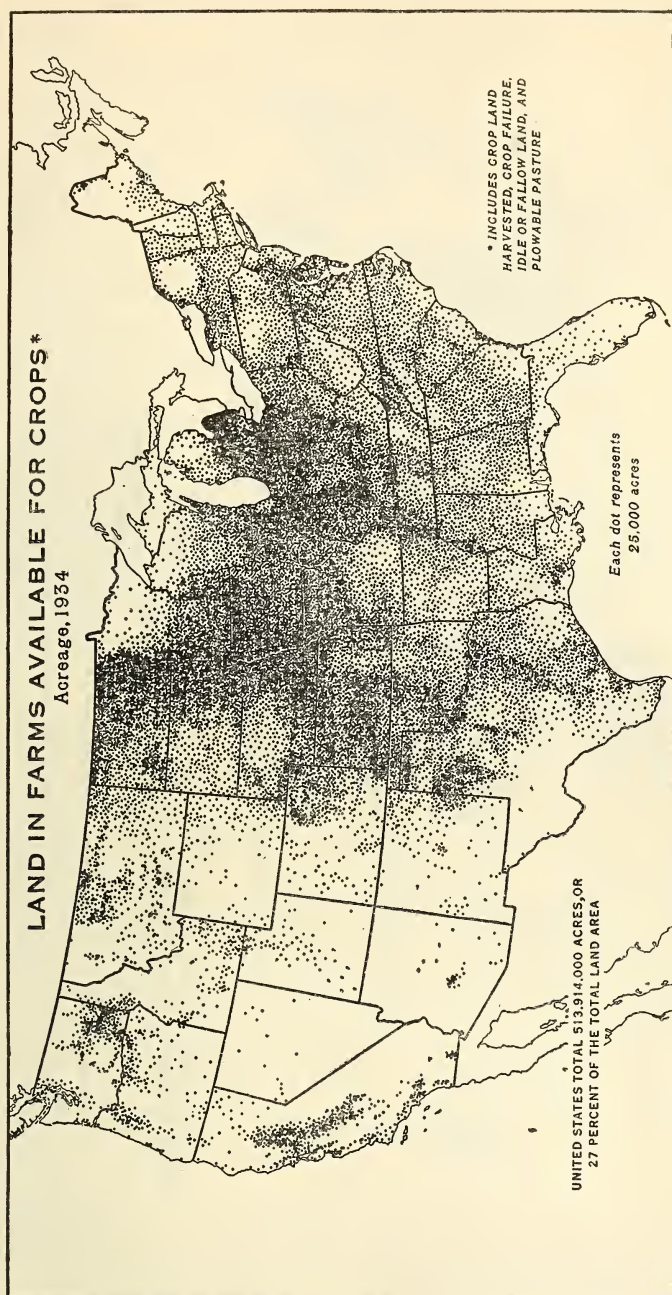 LAND IN FARMS AVAILABLE FOR CROPS*
Acreage, 1934
* INCLUDES CROP LAND
HARVESTED, CROP FAILURE,
IDLE OR FALLOW LAND, AND
PLOWABLE PASTURE
Each dot represents
25,000 acres
UNITED STATES TOTAL 513,914,000 ACRES, OR
27 PERCENT OF THE TOTAL LAND AREA